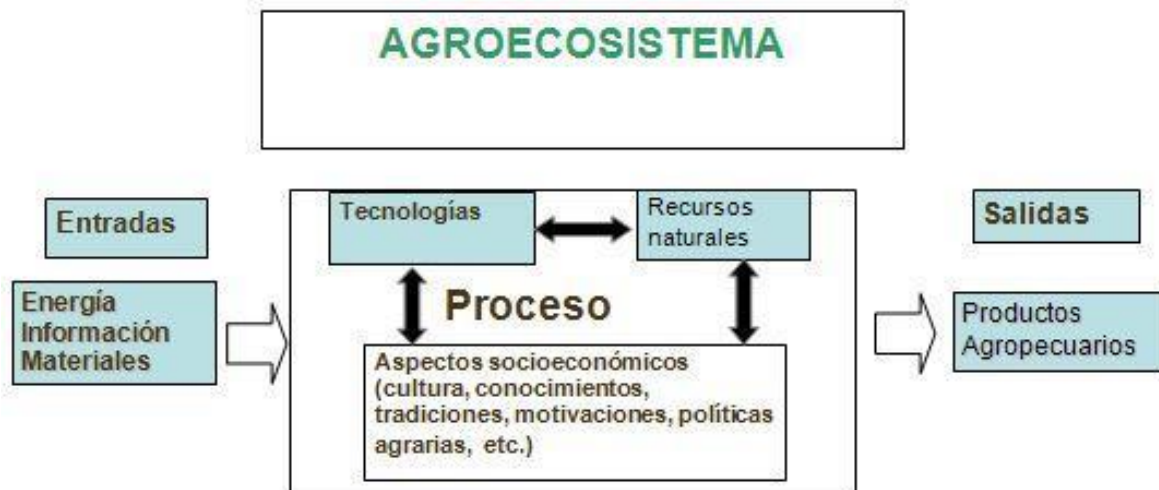 AGROECOSISTEMA
Entradas
Energía
Información
Materiales
Tecnologías
Recursos
naturales
Proceso
Aspectos socioeconómicos
(cultura, conocimientos,
tradiciones, motivaciones, políticas
agrarias, etc.)
Salidas
Productos
Agropecuarios